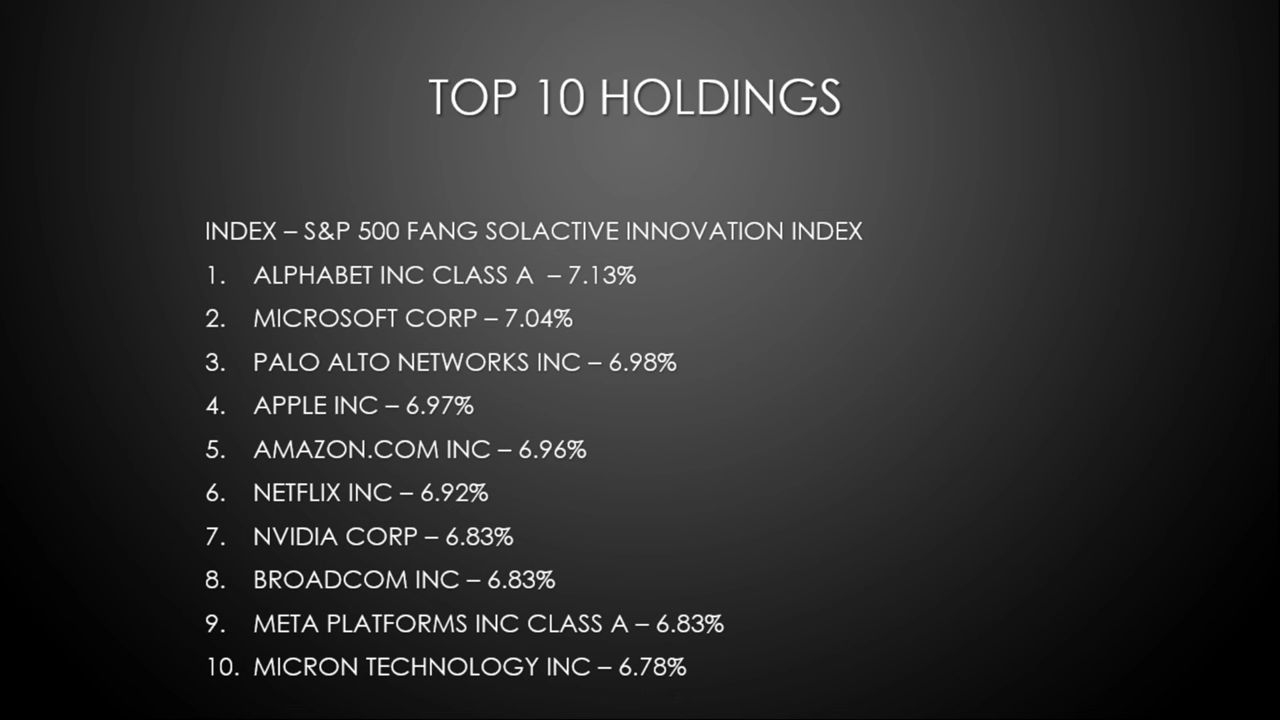 TOP 10 HOLDINGS
INDEX – S&P 500 FANG SOLACTIVE INNOVATION INDEX
1. ALPHABET INC CLASS A – 7.13%
2. MICROSOFT CORP – 7.04%
3. PALO ALTO NETWORKS INC – 6.98%
4. APPLE INC – 6.97%
5. AMAZON.COM INC – 6.96%
6. NETFLIX INC – 6.92%
7. NVIDIA CORP – 6.83%
8. BROADCOM INC – 6.83%
9. META PLATFORMS INC CLASS A – 6.83%
10. MICRON TECHNOLOGY INC – 6.78%